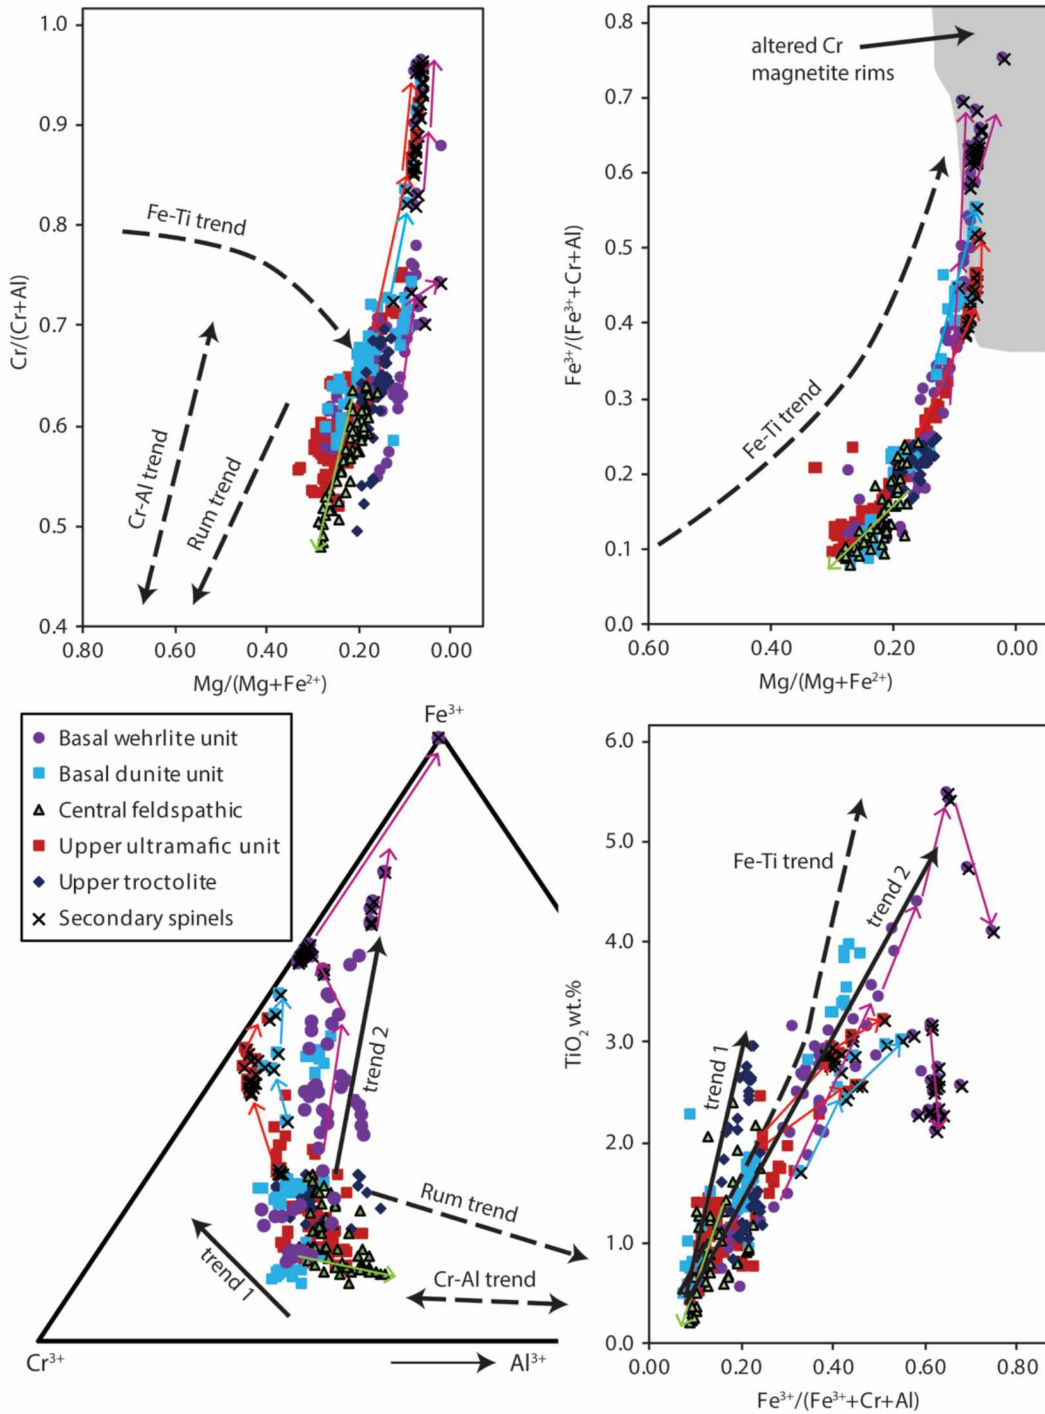 1.0
0.9
0.8
0.7
0.6
0.5
0.4
Cr/(Cr+Al)
Fe-Ti trend
Cr-Al trend
Rum trend
0.80
0.60
0.40
0.20
0.00
Mg/(Mg+Fe²⁺)
0.8
0.7
0.6
0.5
0.4
0.3
0.2
0.1
0.0
Fe³⁺/(Fe³⁺+Cr+Al)
altered Cr
magnetite rims
Fe-Ti trend
0.60
0.40
0.20
0.00
Mg/(Mg+Fe²⁺)
Basal wehrlite unit
Basal dunite unit
Central feldspathic
Upper ultramafic unit
Upper troctolite
Secondary spinels
Fe³⁺
trend 2
trend 1
Rum trend
Cr-Al trend
Cr³⁺
Al³⁺
6.0
5.0
4.0
3.0
2.0
1.0
0.0
TiO₂ wt.%
Fe-Ti trend
trend 2
trend 1
0.00
0.20
0.40
0.60
0.80
Fe³⁺/(Fe³⁺+Cr+Al)